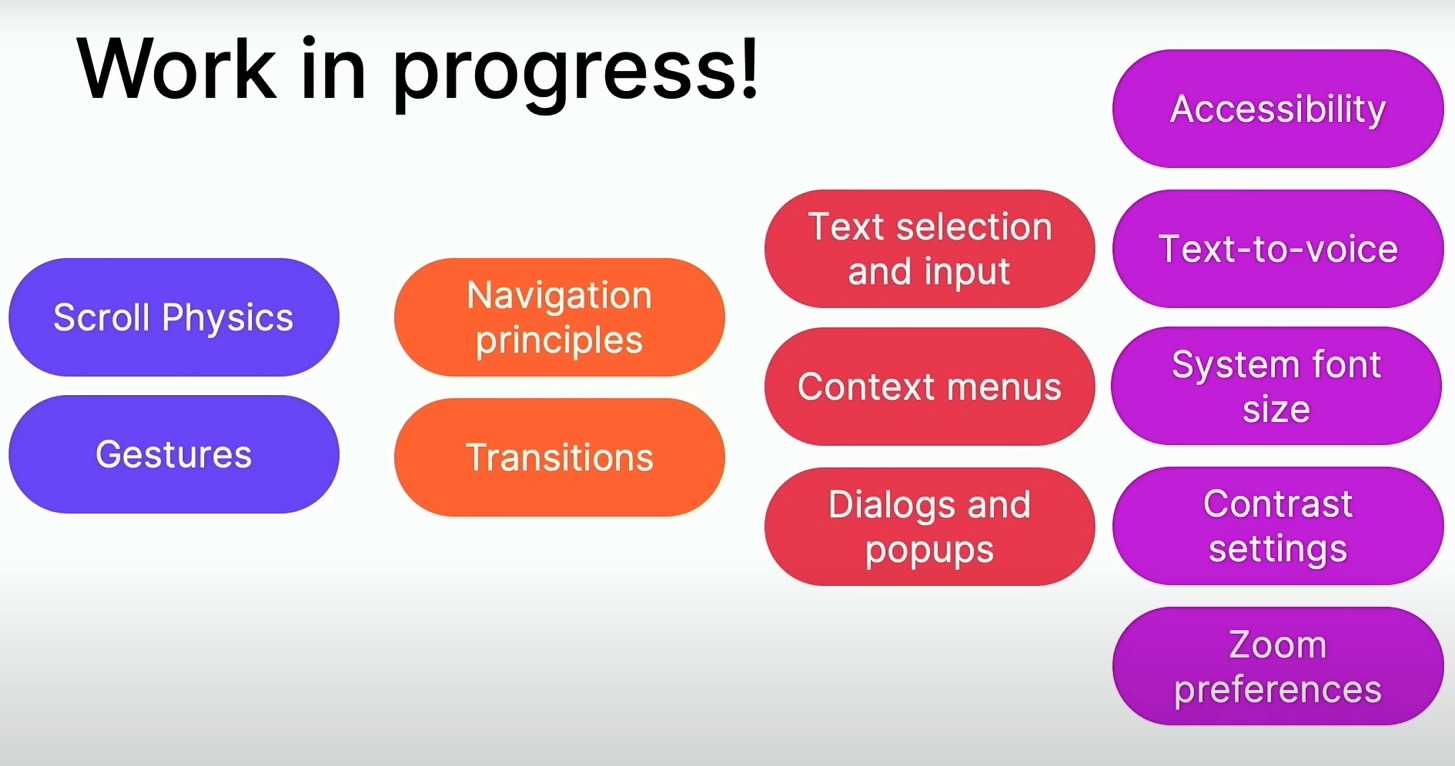 Work in progress!
Scroll Physics
Gestures
Navigation
principles
Transitions
Text selection
and input
Context menus
Dialogs and
popups
Accessibility
Text-to-voice
System font
size
Contrast
settings
Zoom
preferences